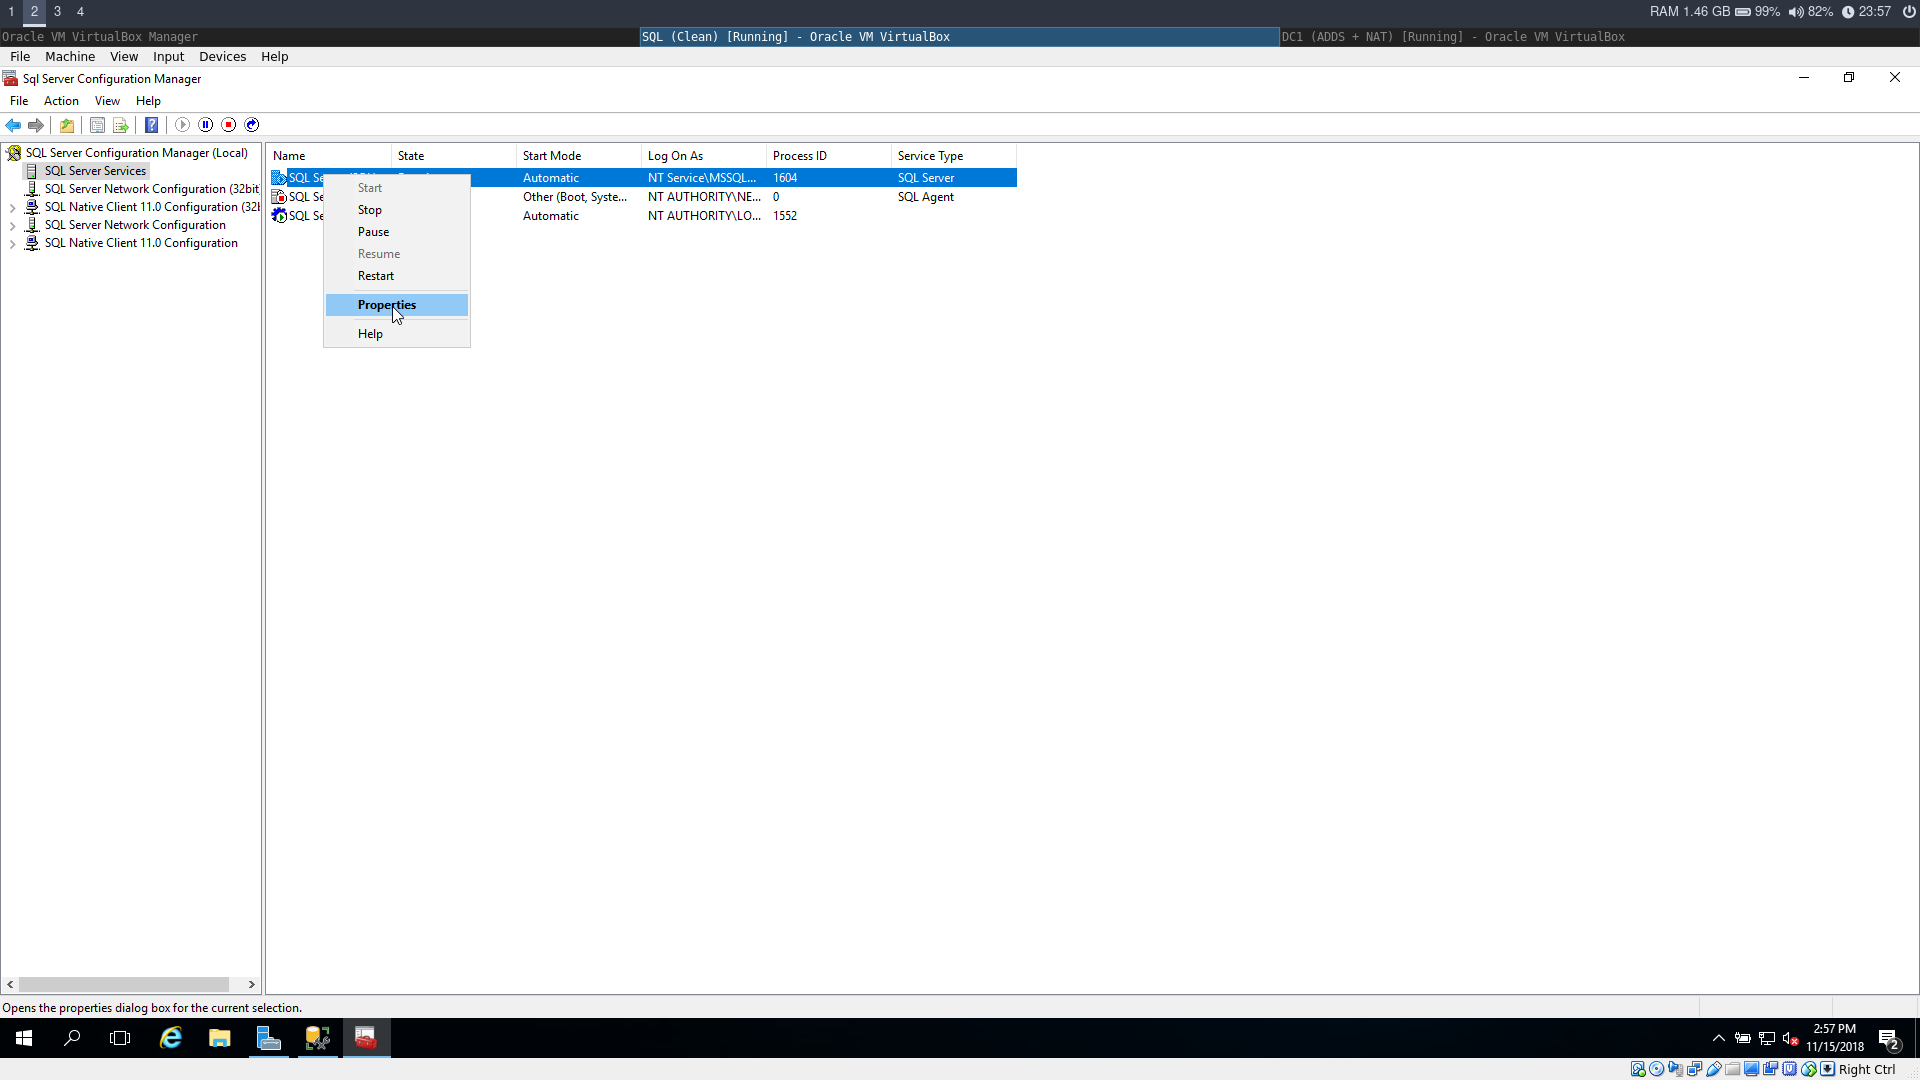 1 2 3 4
RAM 1.46 GB 99% 82% 23:57
Oracle VM VirtualBox Manager
SQL (Clean) [Running] - Oracle VM VirtualBox
DC1 (ADDS + NAT) [Running] - Oracle VM VirtualBox
File Machine View Input Devices Help
Sql Server Configuration Manager
File Action View Help
SQL Server Configuration Manager (Local)
SQL Server Services
SQL Server Network Configuration (32bit
SQL Native Client 11.0 Configuration (32
SQL Server Network Configuration
SQL Native Client 11.0 Configuration
Name State Start Mode Log On As Process ID Service Type
SQL Se Automatic NT Service\MSSQL... 1604 SQL Server
SQL Se Other (Boot, Syste... NT AUTHORITY\NE... 0 SQL Agent
SQL Se Automatic NT AUTHORITY\LO... 1552
Start
Stop
Pause
Resume
Restart
Properties
Help
Opens the properties dialog box for the current selection.
2:57 PM
11/15/2018
2
Right Ctrl